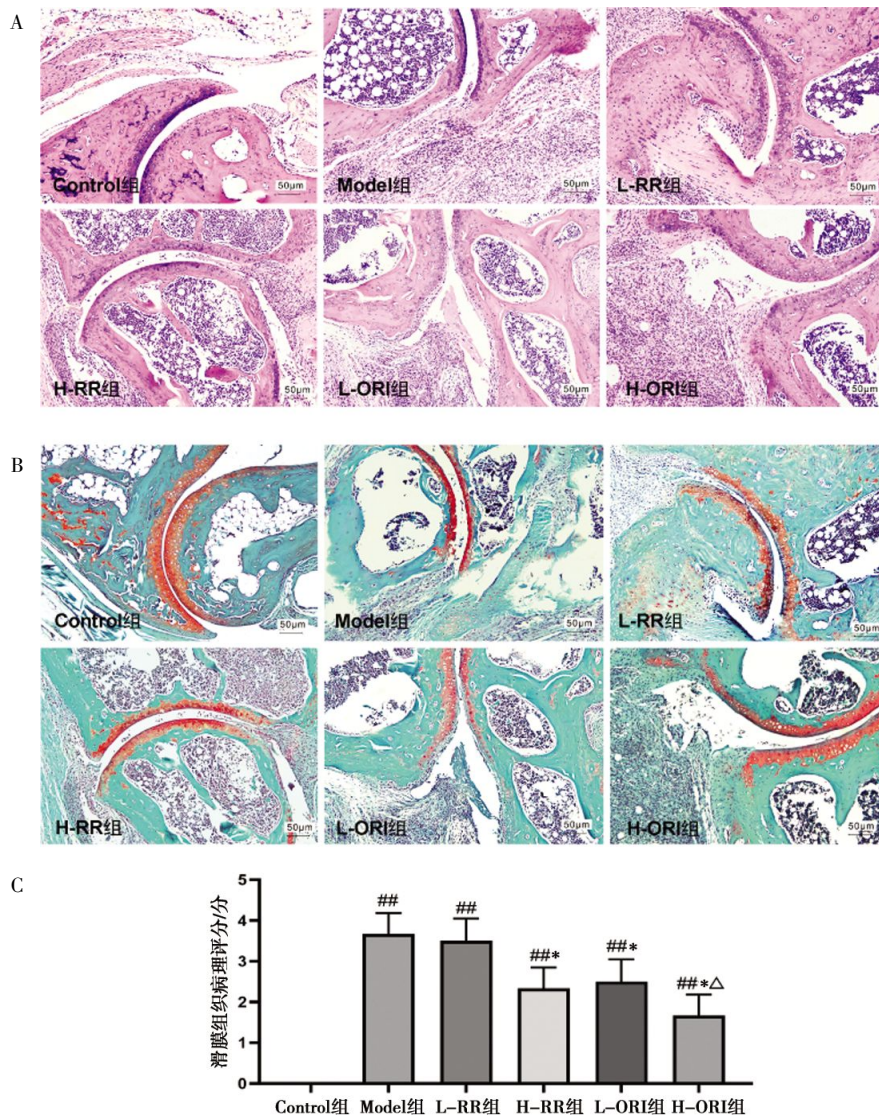 A
Control组 50μm
Model组 50μm
L-RR组 50μm
H-RR组 50μm
L-ORI组 50μm
H-ORI组 50μm
B
Control组 50μm
Model组 50μm
L-RR组 50μm
H-RR组 50μm
L-ORI组 50μm
H-ORI组 50μm
C
滑膜组织病理评分/分
5
4
3
2
1
0
##
##
##*
##*
##*△
Control组 Model组 L-RR组 H-RR组 L-ORI组 H-ORI组